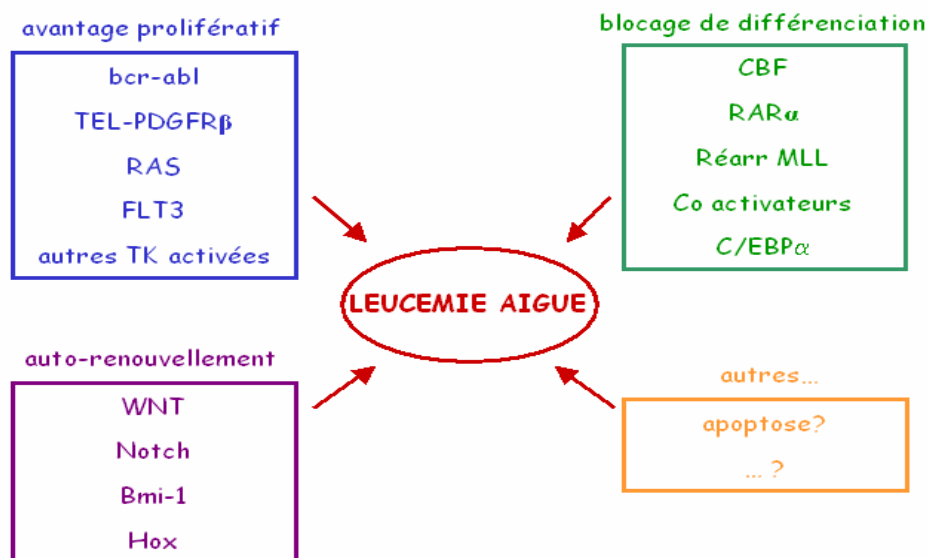 avantage prolifératif
bcr-abl
TEL-PDGFRβ
RAS
FLT3
autres TK activées
blocage de différenciation
CBF
RARα
Réarr MLL
Co activateurs
C/EBPα
LEUCEMIE AIGUE
auto-renouvellement
WNT
Notch
Bmi-1
Hox
autres...
apoptose?
... ?